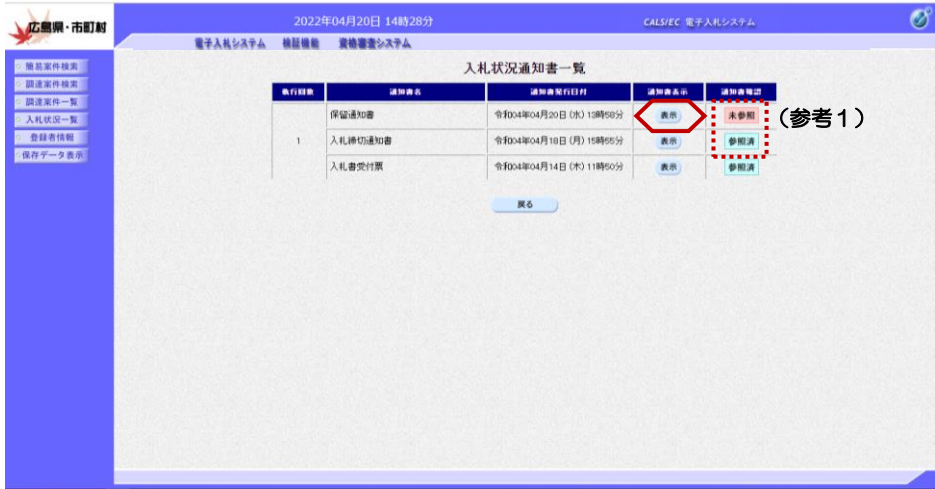 広島県・市町村
2022年04月20日 14時28分
CALS/EC 電子入札システム
電子入札システム 検証機能 資格審査システム
簡易案件検索
調達案件検索
調達案件一覧
入札状況一覧
登録者情報
保存データ表示
入札状況通知書一覧
執行回数 通知書名 通知書発行日付 通知書表示 通知書確認
保留通知書 令和04年04月20日 (水) 13時58分 表示 未参照
(参考1)
1 入札締切通知書 令和04年04月18日 (月) 15時55分 表示 参照済
入札書受付票 令和04年04月14日 (木) 11時50分 表示 参照済
戻る